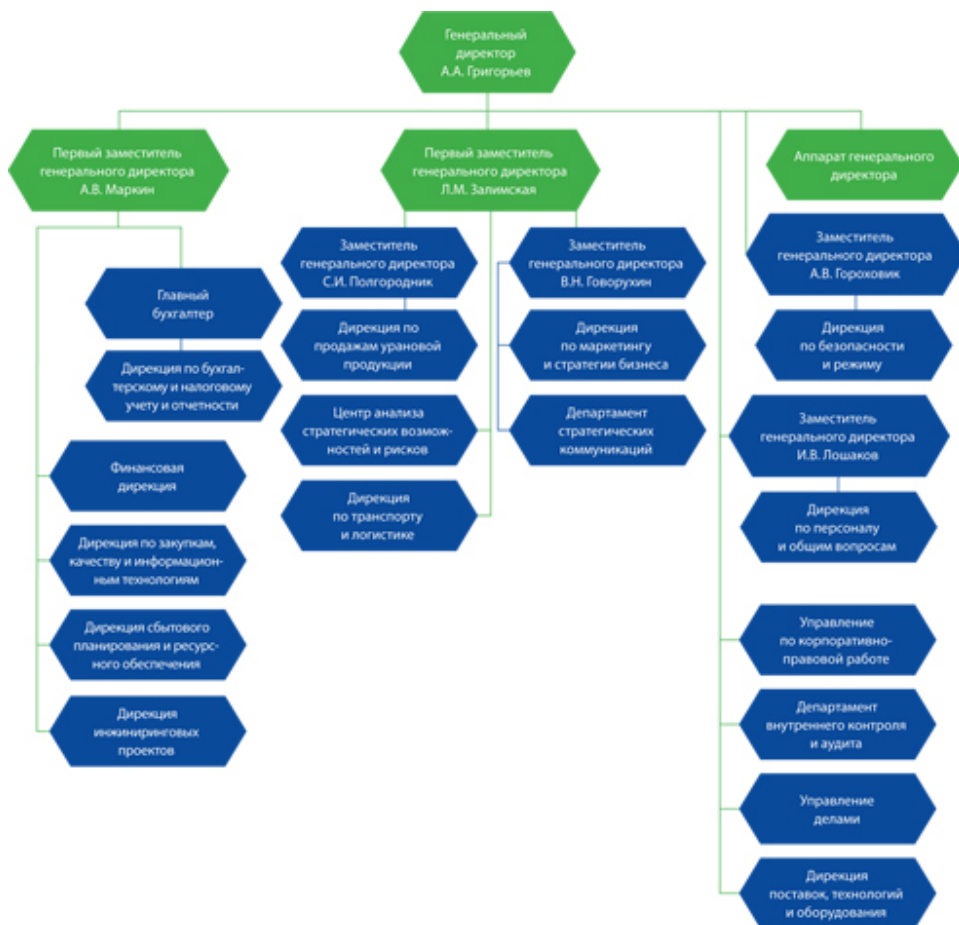 Генеральный
директор
А.А. Григорьев
Первый заместитель
генерального директора
А.В. Маркин
Первый заместитель
генерального директора
Л.М. Залимская
Аппарат генерального
директора
Главный
бухгалтер
Дирекция по бухгал-
терскому и налоговому
учету и отчетности
Финансовая
дирекция
Дирекция по закупкам,
качеству и информацион-
ным технологиям
Дирекция сбытового
планирования и ресурс-
ного обеспечения
Дирекция
инжиниринговых
проектов
Заместитель
генерального директора
С.И. Полгородник
Дирекция по
продажам урановой
продукции
Центр анализа
стратегических возмож-
ностей и рисков
Дирекция
по транспорту
и логистике
Заместитель
генерального директора
В.Н. Говорухин
Дирекция
по маркетингу
и стратегии бизнеса
Департамент
стратегических
коммуникаций
Заместитель
генерального директора
А.В. Гороховик
Дирекция
по безопасности
и режиму
Заместитель
генерального директора
И.В. Лошаков
Дирекция
по персоналу
и общим вопросам
Управление
по корпоративно-
правовой работе
Департамент
внутреннего контроля
и аудита
Управление
делами
Дирекция
поставок, технологий
и оборудования